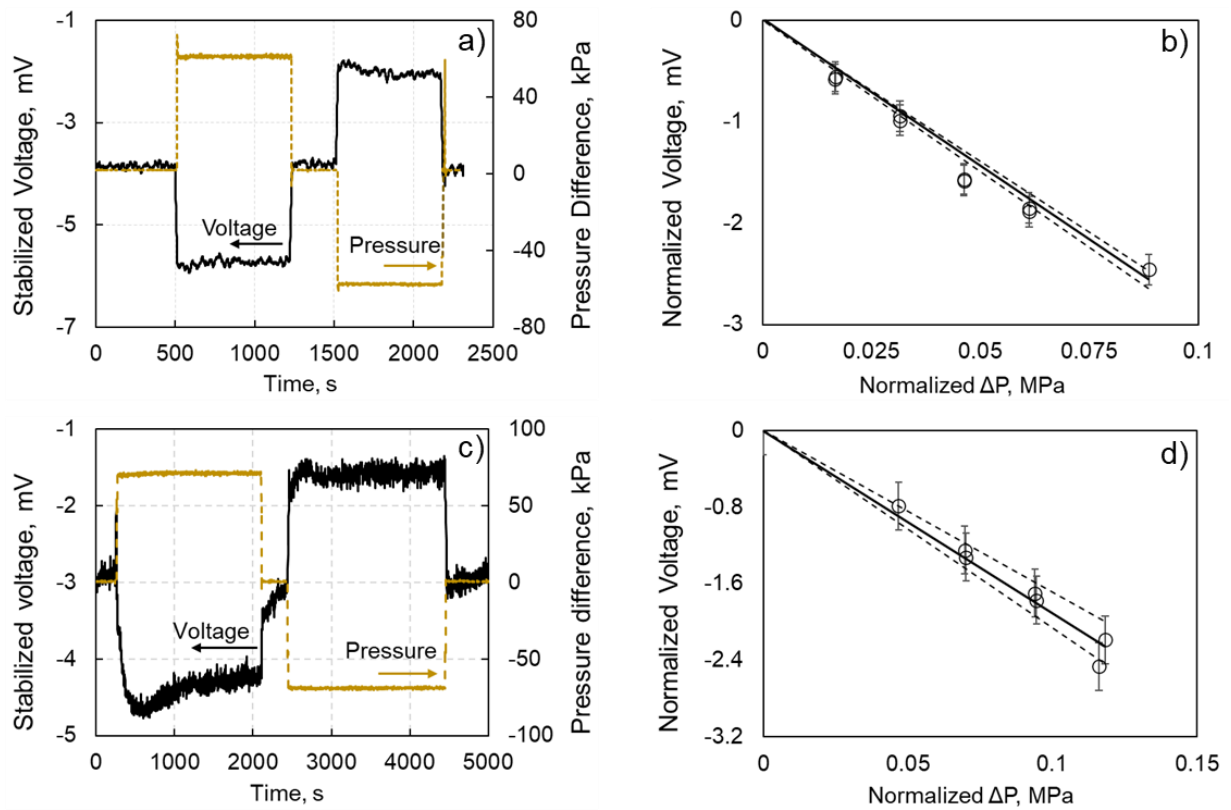 a)
Stabilized Voltage, mV
-1
-3
-5
-7
80
40
0
-40
-80
Pressure Difference, kPa
Voltage
Pressure
0 500 1000 1500 2000 2500
Time, s
b)
Normalized Voltage, mV
0
-1
-2
-3
0 0.025 0.05 0.075 0.1
Normalized ΔP, MPa
c)
Stabilized voltage, mV
-1
-2
-3
-4
-5
100
50
0
-50
-100
Pressure difference, kPa
Voltage
Pressure
0 1000 2000 3000 4000 5000
Time, s
d)
Normalized Voltage, mV
0
-0.8
-1.6
-2.4
-3.2
0 0.05 0.1 0.15
Normalized ΔP, MPa